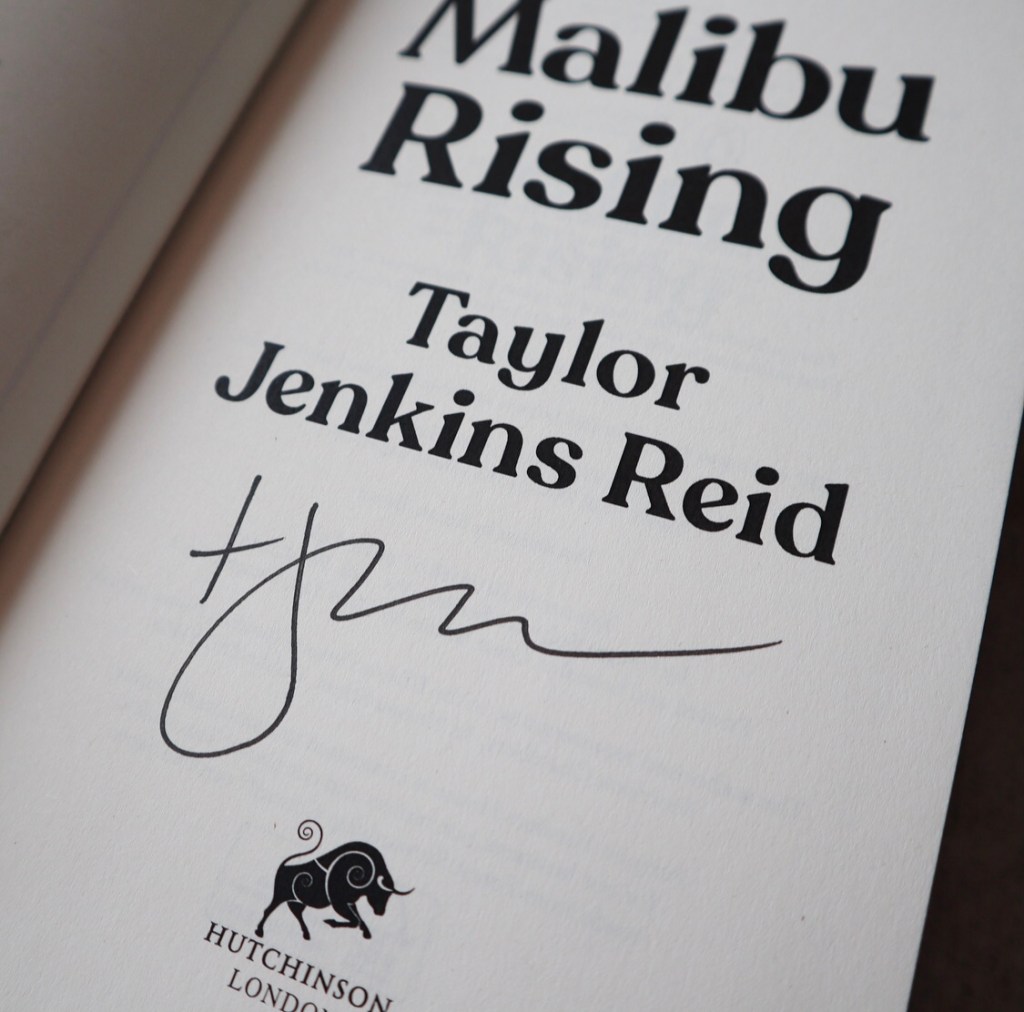 Malibu
Rising
Taylor
Jenkins Reid
HUTCHINSON
LONDON